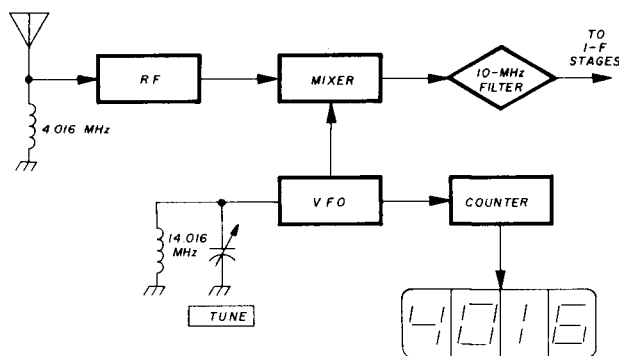 TO
I-F
STAGES
RF
MIXER
10-MHz
FILTER
4.016 MHz
VFO
COUNTER
14.016
MHz
TUNE
4016